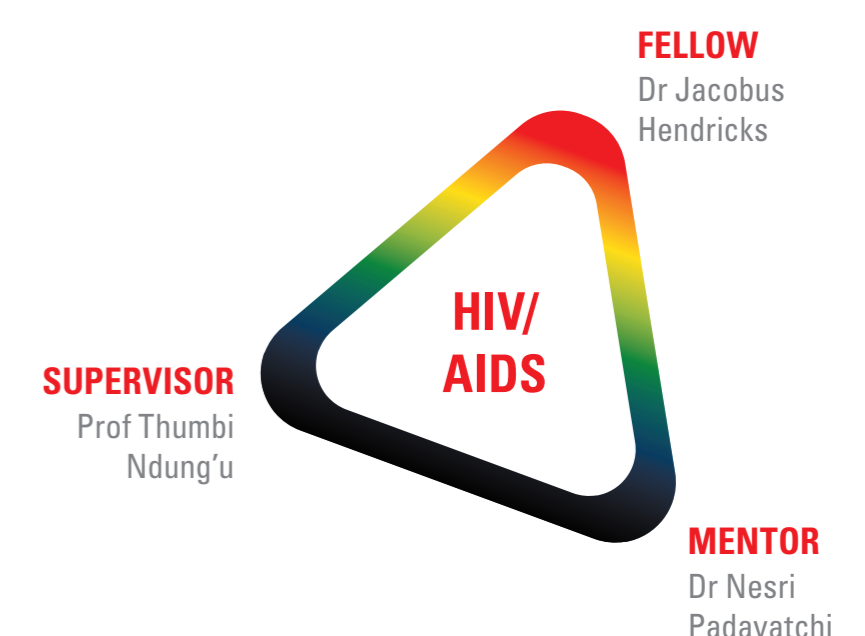 FELLOW
Dr Jacobus
Hendricks
HIV/
AIDS
SUPERVISOR
Prof Thumbi
Ndung’u
MENTOR
Dr Nesri
Padayatchi